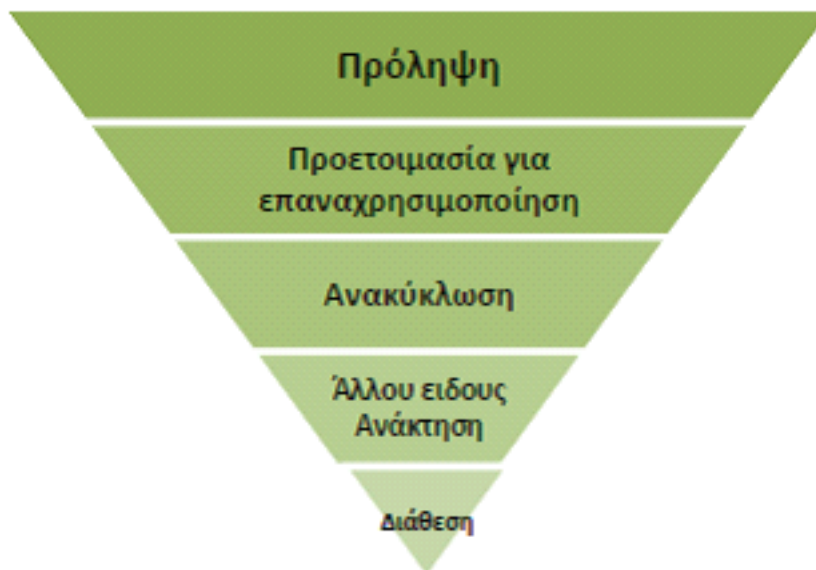 Πρόληψη
Προετοιμασία για
επαναχρησιμοποίηση
Ανακύκλωση
Άλλου ειδους
Ανάκτηση
Διάθεση